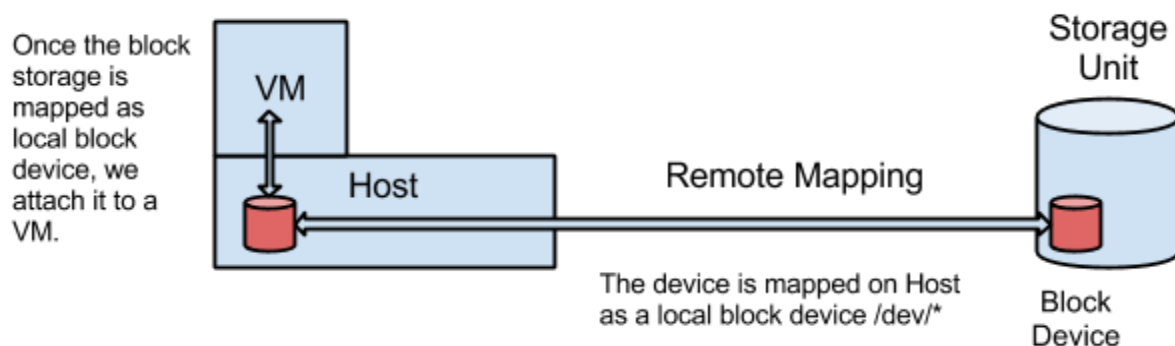 Once the block
storage is
mapped as
local block
device, we
attach it to a
VM.
VM
Host
Remote Mapping
The device is mapped on Host
as a local block device /dev/*
Storage
Unit
Block
Device